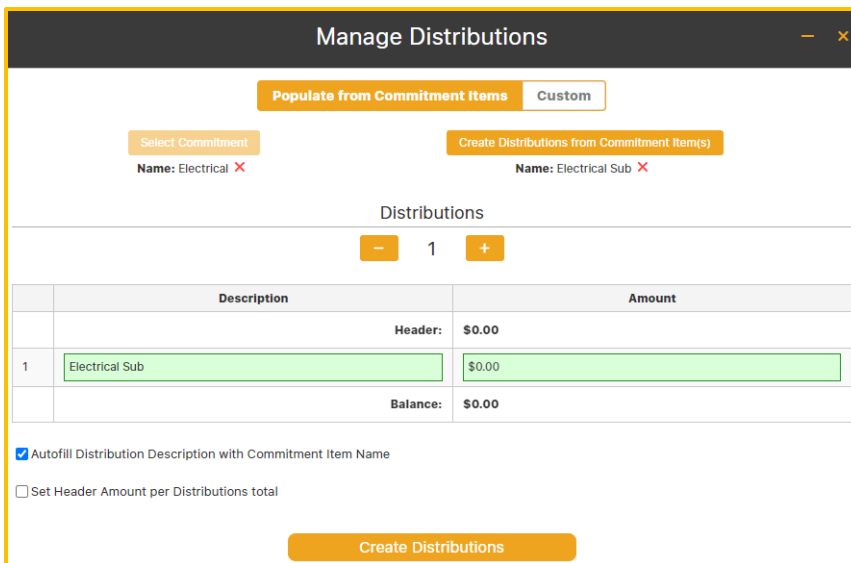 Manage Distributions
Populate from Commitment Items Custom
Select Commitment Create Distributions from Commitment Item(s)
Name: Electrical Name: Electrical Sub
Distributions
1
Description Amount
Header: $0.00
1 Electrical Sub $0.00
Balance: $0.00
Autofill Distribution Description with Commitment Item Name
Set Header Amount per Distributions total
Create Distributions